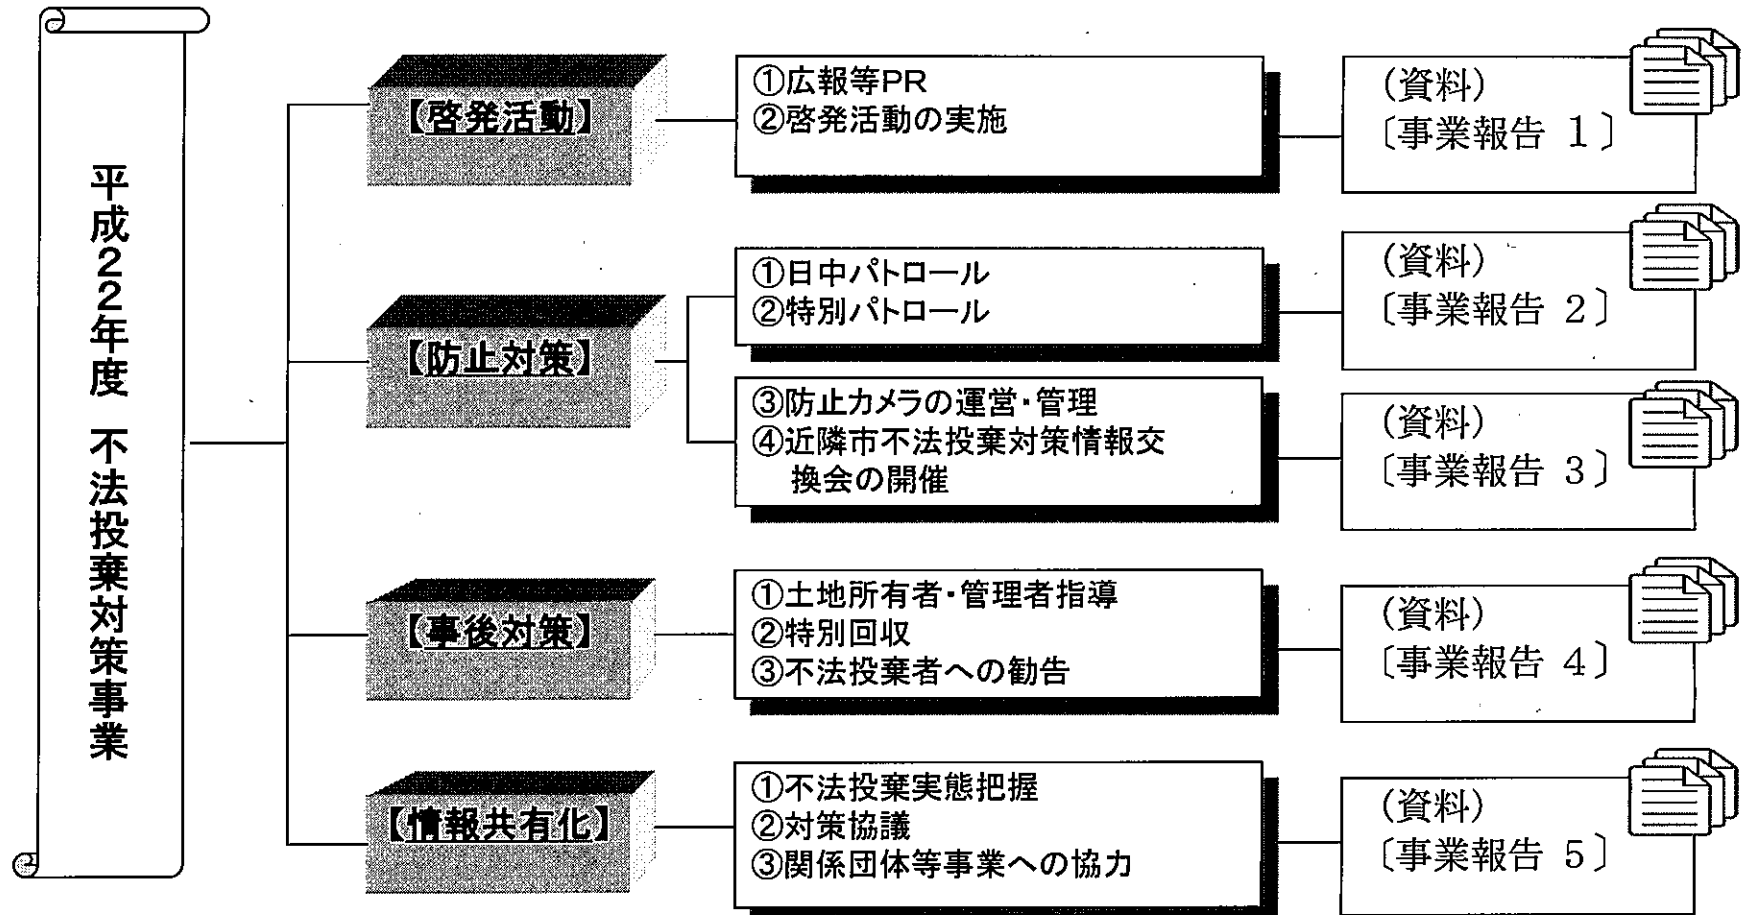 平成22年度 不法投棄対策事業
【啓発活動】
①広報等PR
②啓発活動の実施
(資料)
〔事業報告 1〕
【防止対策】
①日中パトロール
②特別パトロール
(資料)
〔事業報告 2〕
③防止カメラの運営・管理
④近隣市不法投棄対策情報交
換会の開催
(資料)
〔事業報告 3〕
【事後対策】
①土地所有者・管理者指導
②特別回収
③不法投棄者への勧告
(資料)
〔事業報告 4〕
【情報共有化】
①不法投棄実態把握
②対策協議
③関係団体等事業への協力
(資料)
〔事業報告 5〕